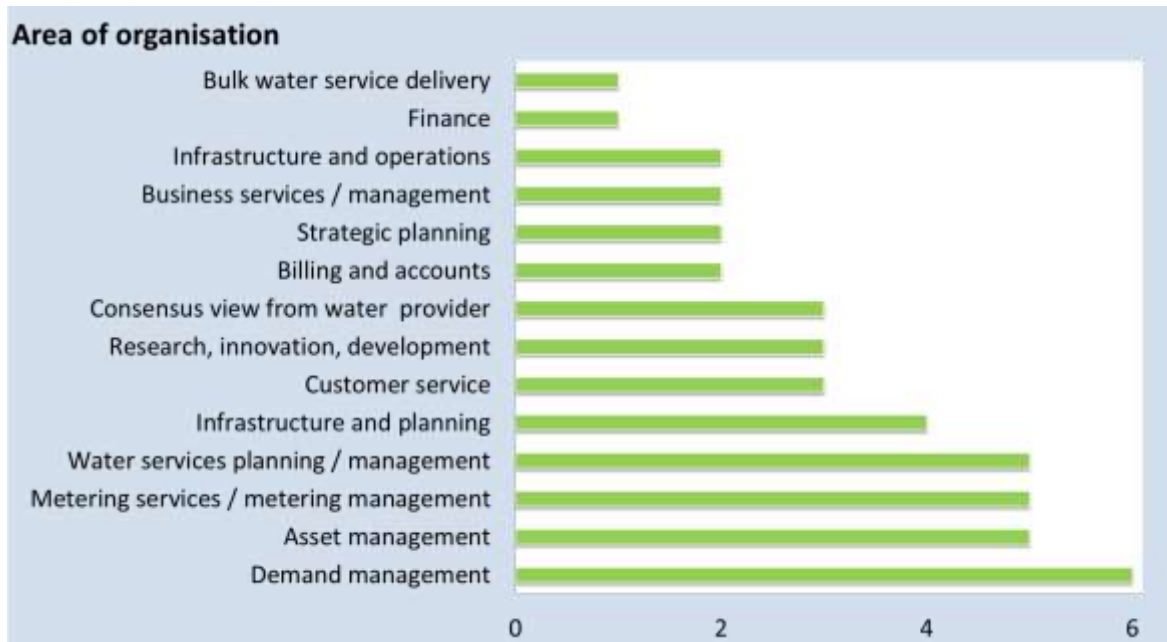 Area of organisation
Bulk water service delivery
Finance
Infrastructure and operations
Business services / management
Strategic planning
Billing and accounts
Consensus view from water provider
Research, innovation, development
Customer service
Infrastructure and planning
Water services planning / management
Metering services / metering management
Asset management
Demand management
0 2 4 6